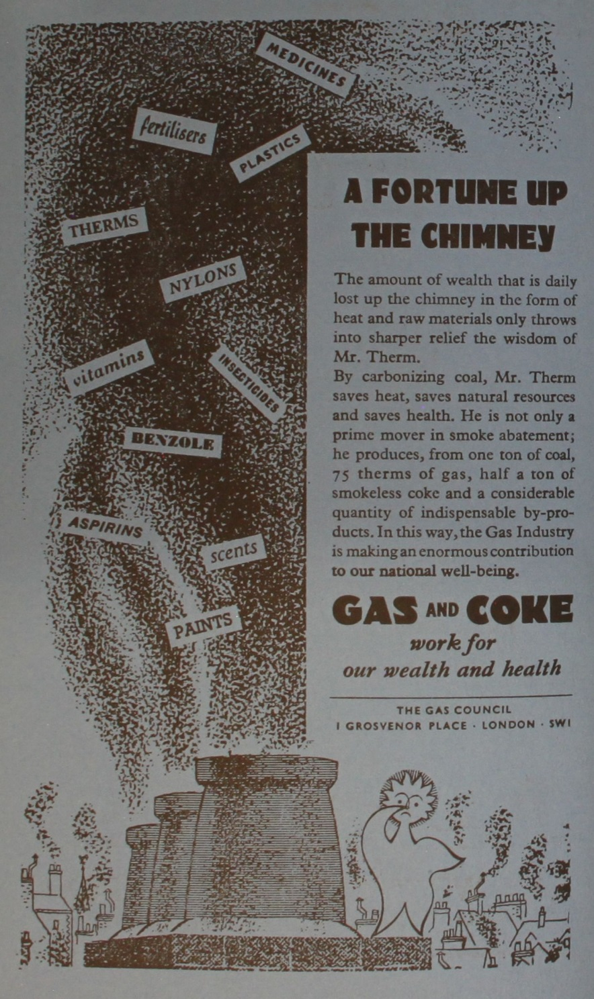 MEDICINES
fertilisers
PLASTICS
THERMS
NYLONS
vitamins
INSECTICIDES
BENZOLE
ASPIRINS
scents
PAINTS
A FORTUNE UP
THE CHIMNEY
The amount of wealth that is daily
lost up the chimney in the form of
heat and raw materials only throws
into sharper relief the wisdom of
Mr. Therm.
By carbonizing coal, Mr. Therm
saves heat, saves natural resources
and saves health. He is not only a
prime mover in smoke abatement;
he produces, from one ton of coal,
75 therms of gas, half a ton of
smokeless coke and a considerable
quantity of indispensable by-pro-
ducts. In this way, the Gas Industry
is making an enormous contribution
to our national well-being.
GAS AND COKE
work for
our wealth and health
THE GAS COUNCIL
1 GROSVENOR PLACE · LONDON · SW1